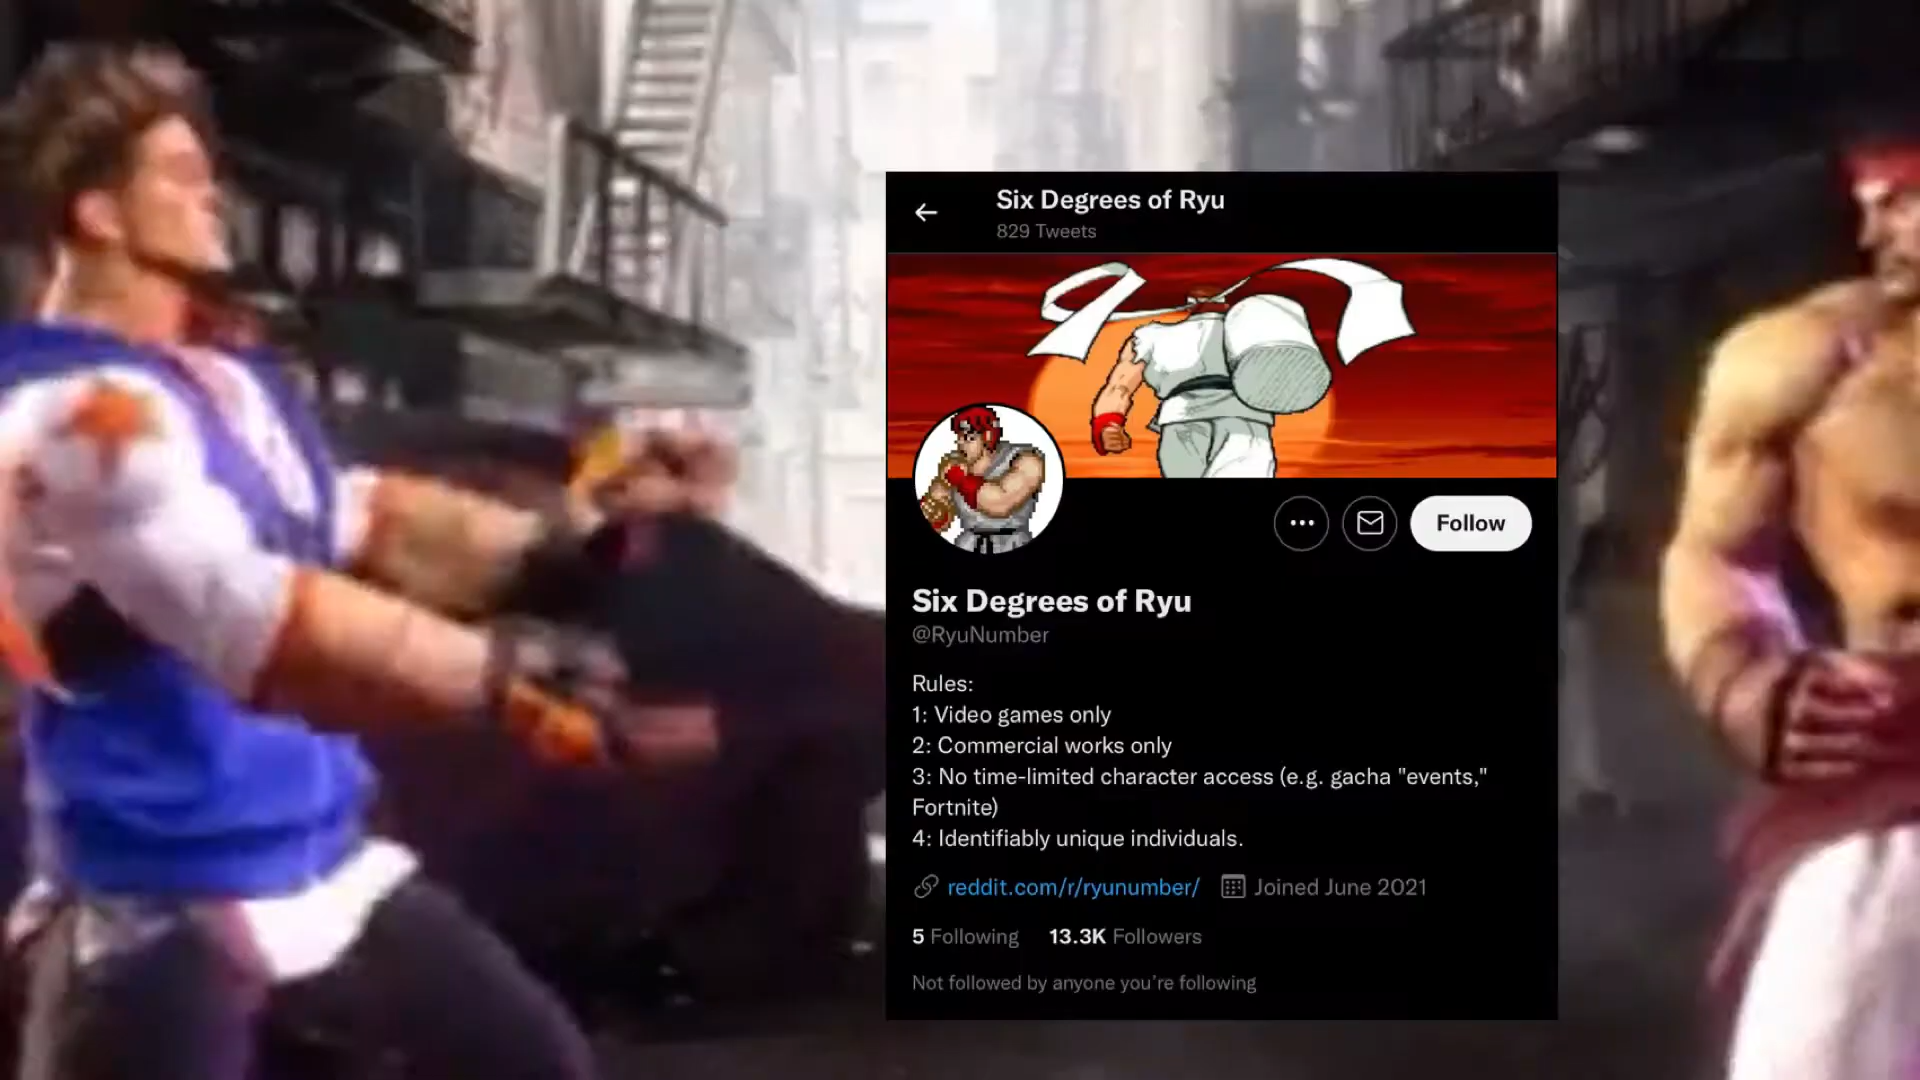 Six Degrees of Ryu
829 Tweets
Follow
Six Degrees of Ryu
@RyuNumber
Rules:
1: Video games only
2: Commercial works only
3: No time-limited character access (e.g. gacha "events,"
Fortnite)
4: Identifiably unique individuals.
reddit.com/r/ryunumber/ Joined June 2021
5 Following 13.3K Followers
Not followed by anyone you're following